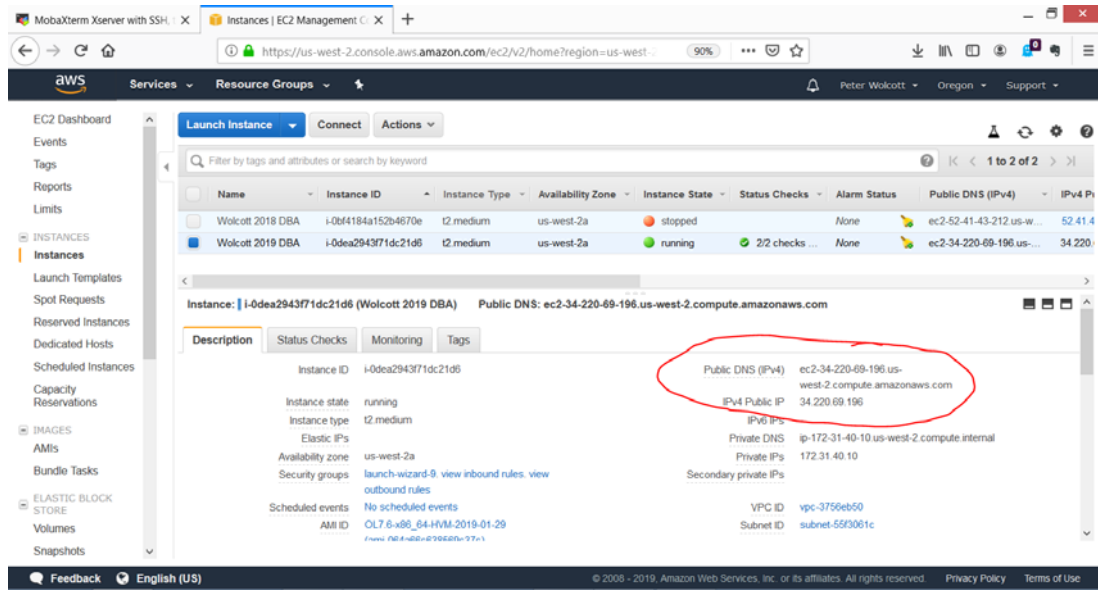 MobaXterm Xserver with SSH,
Instances | EC2 Management Co
https://us-west-2.console.aws.amazon.com/ec2/v2/home?region=us-west-2
90%
aws Services Resource Groups Peter Wolcott Oregon Support
EC2 Dashboard
Events
Tags
Reports
Limits
INSTANCES
Instances
Launch Templates
Spot Requests
Reserved Instances
Dedicated Hosts
Scheduled Instances
Capacity
Reservations
IMAGES
AMIs
Bundle Tasks
ELASTIC BLOCK
STORE
Volumes
Snapshots
Launch Instance Connect Actions
Filter by tags and attributes or search by keyword
1 to 2 of 2
Name Instance ID Instance Type Availability Zone Instance State Status Checks Alarm Status Public DNS (IPv4) IPv4 P
Wolcott 2018 DBA i-0bf4184a152b4670e t2.medium us-west-2a stopped None ec2-52-41-43-212.us-w... 52.41.4
Wolcott 2019 DBA i-0dea2943f71dc21d6 t2.medium us-west-2a running 2/2 checks ... None ec2-34-220-69-196.us-... 34.220.
Instance: i-0dea2943f71dc21d6 (Wolcott 2019 DBA) Public DNS: ec2-34-220-69-196.us-west-2.compute.amazonaws.com
Description Status Checks Monitoring Tags
Instance ID i-0dea2943f71dc21d6
Instance state running
Instance type t2.medium
Elastic IPs
Availability zone us-west-2a
Security groups launch-wizard-9. view inbound rules. view
outbound rules
Scheduled events No scheduled events
AMI ID OL7.6-x86_64-HVM-2019-01-29
Public DNS (IPv4) ec2-34-220-69-196.us-
west-2.compute.amazonaws.com
IPv4 Public IP 34.220.69.196
IPv6 IPs
Private DNS ip-172-31-40-10.us-west-2.compute.internal
Private IPs 172.31.40.10
Secondary private IPs
VPC ID vpc-3756eb50
Subnet ID subnet-55f3061c
Feedback English (US) © 2008 - 2019, Amazon Web Services, Inc. or its affiliates. All rights reserved. Privacy Policy Terms of Use